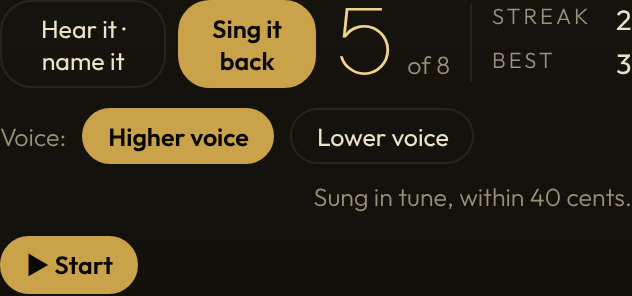 Hear it ·
name it
Sing it
back
5 of 8
STREAK 2
BEST 3
Voice: Higher voice Lower voice
Sung in tune, within 40 cents.
▶ Start